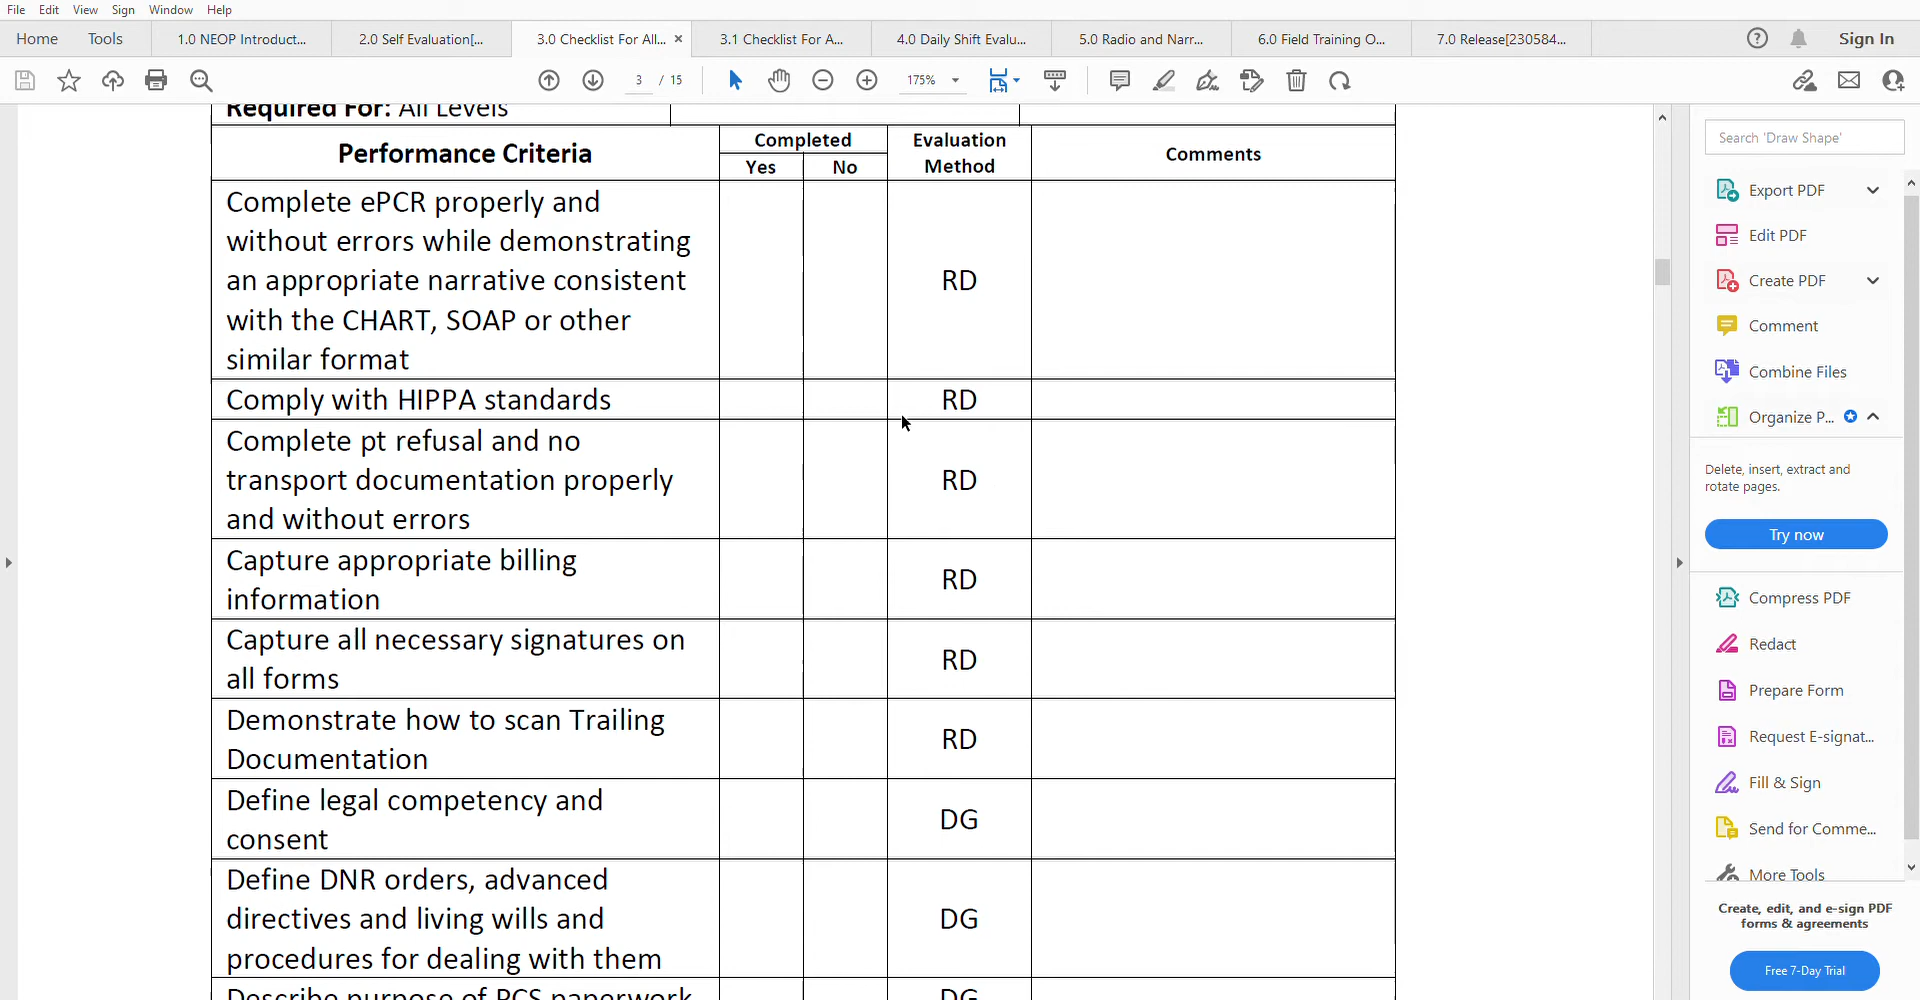 File Edit View Sign Window Help
Home Tools 1.0 NEOP Introduct... 2.0 Self Evaluation[... 3.0 Checklist For All... × 3.1 Checklist For A... 4.0 Daily Shift Evalu... 5.0 Radio and Narr... 6.0 Field Training O... 7.0 Release[230584... Sign In
3 / 15 175%
Required For: All Levels
Performance Criteria
Completed
Yes No
Evaluation
Method
Comments
Complete ePCR properly and
without errors while demonstrating
an appropriate narrative consistent
with the CHART, SOAP or other
similar format
RD
Comply with HIPPA standards
RD
Complete pt refusal and no
transport documentation properly
and without errors
RD
Capture appropriate billing
information
RD
Capture all necessary signatures on
all forms
RD
Demonstrate how to scan Trailing
Documentation
RD
Define legal competency and
consent
DG
Define DNR orders, advanced
directives and living wills and
procedures for dealing with them
DG
Describe purpose of PCS paperwork
DG
Search 'Draw Shape'
Export PDF
Edit PDF
Create PDF
Comment
Combine Files
Organize P...
Delete, insert, extract and
rotate pages.
Try now
Compress PDF
Redact
Prepare Form
Request E-signat...
Fill & Sign
Send for Comme...
More Tools
Create, edit, and e-sign PDF
forms & agreements
Free 7-Day Trial